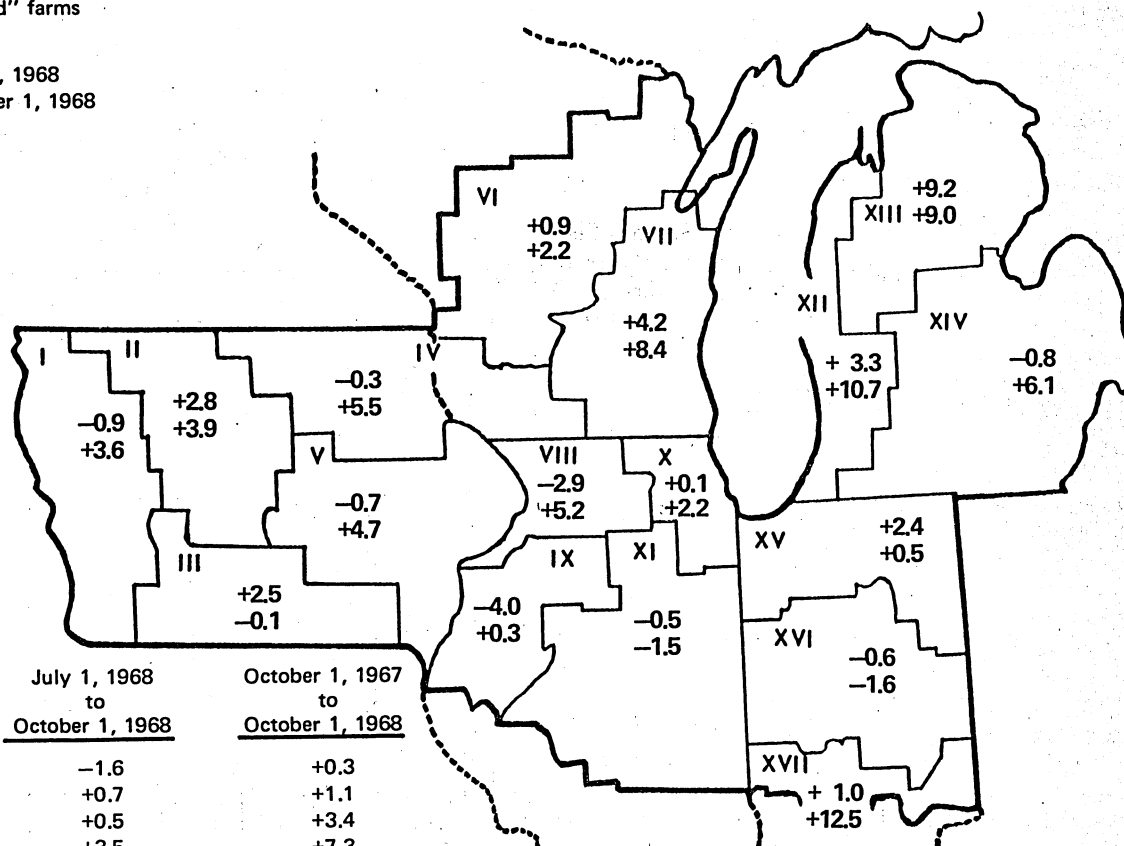 d" farms
, 1968
er 1, 1968
VI
+0.9
+2.2
VII
+4.2
+8.4
XIII +9.2
+9.0
XII
+ 3.3
+10.7
XIV
−0.8
+6.1
I
−0.9
+3.6
II
+2.8
+3.9
IV
−0.3
+5.5
V
−0.7
+4.7
III
+2.5
−0.1
VIII
−2.9
+5.2
X
+0.1
+2.2
IX
−4.0
+0.3
XI
−0.5
−1.5
XV
+2.4
+0.5
XVI
−0.6
−1.6
XVII
+ 1.0
+12.5
July 1, 1968 October 1, 1967
to to
October 1, 1968 October 1, 1968
−1.6 +0.3
+0.7 +1.1
+0.5 +3.4